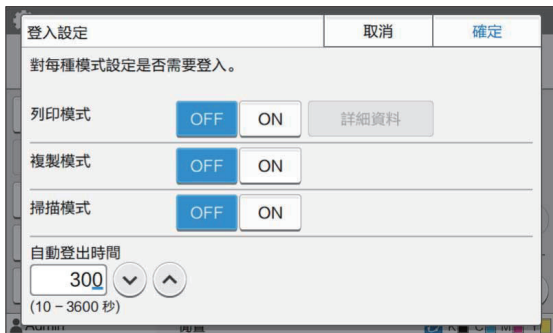 登入設定
取消
確定
對每種模式設定是否需要登入。
列印模式
OFF
ON
詳細資料
複製模式
OFF
ON
掃描模式
OFF
ON
自動登出時間
300
(10 – 3600 秒)
Admin